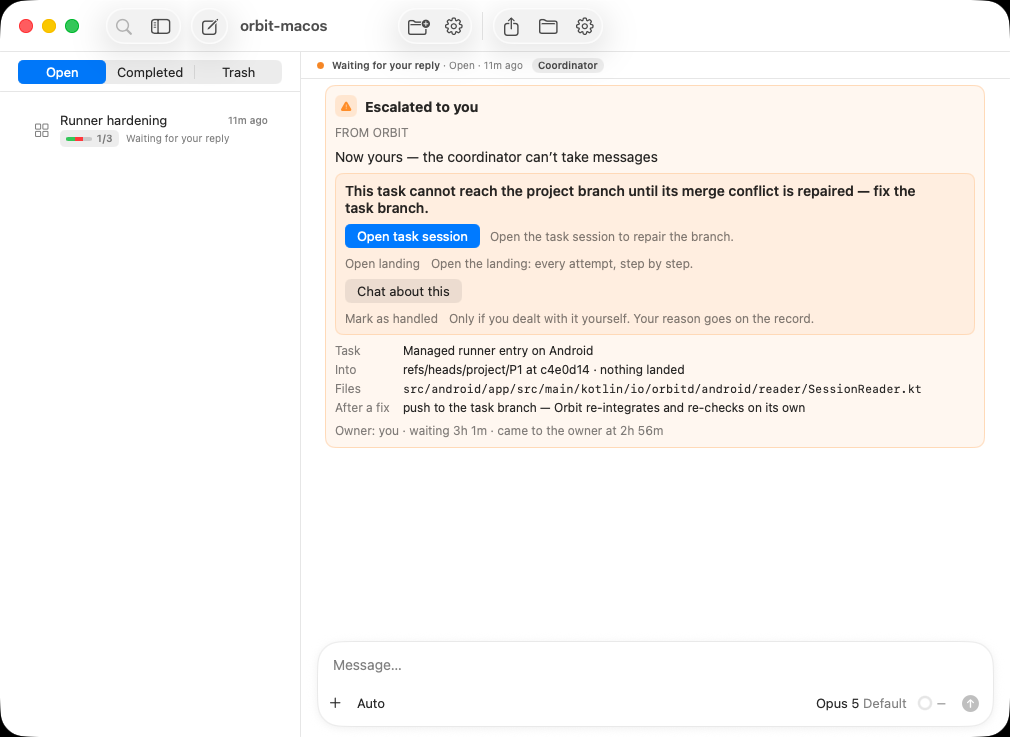 orbit-macos
Open Completed Trash
Runner hardening 11m ago
1/3 Waiting for your reply
Waiting for your reply · Open · 11m ago Coordinator
Escalated to you
FROM ORBIT
Now yours — the coordinator can’t take messages
This task cannot reach the project branch until its merge conflict is repaired — fix the
task branch.
Open task session Open the task session to repair the branch.
Open landing Open the landing: every attempt, step by step.
Chat about this
Mark as handled Only if you dealt with it yourself. Your reason goes on the record.
Task Managed runner entry on Android
Into refs/heads/project/P1 at c4e0d14 · nothing landed
Files src/android/app/src/main/kotlin/io/orbitd/android/reader/SessionReader.kt
After a fix push to the task branch — Orbit re-integrates and re-checks on its own
Owner: you · waiting 3h 1m · came to the owner at 2h 56m
Message...
+ Auto Opus 5 Default –